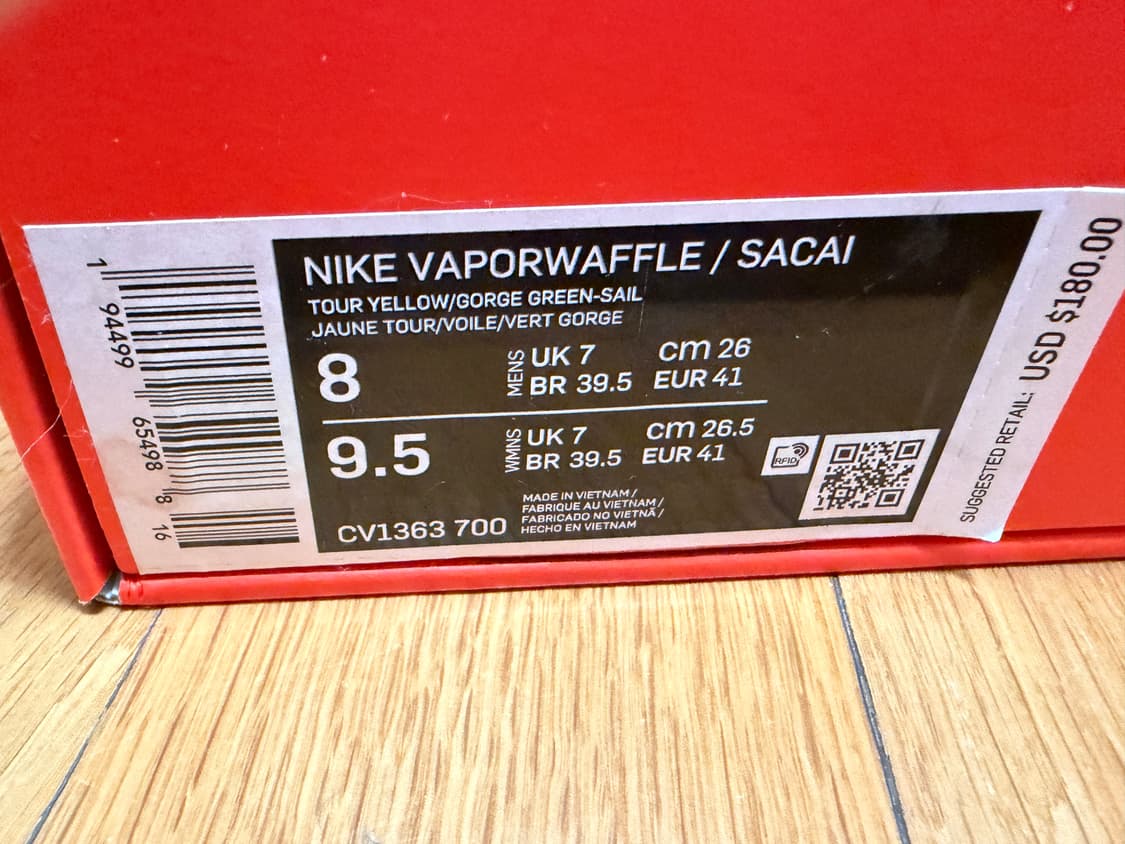 NIKE VAPORWAFFLE / SACAI
TOUR YELLOW/GORGE GREEN-SAIL
JAUNE TOUR/VOILE/VERT GORGE
8
MENS
UK 7 cm 26
BR 39.5 EUR 41
9.5
WMNS
UK 7 cm 26.5
BR 39.5 EUR 41
RFID
CV1363 700
MADE IN VIETNAM /
FABRIQUE AU VIETNAM /
FABRICADO NO VIETNÃ /
HECHO EN VIETNAM
1 94499 65498 8 16
SUGGESTED RETAIL: USD $180.00